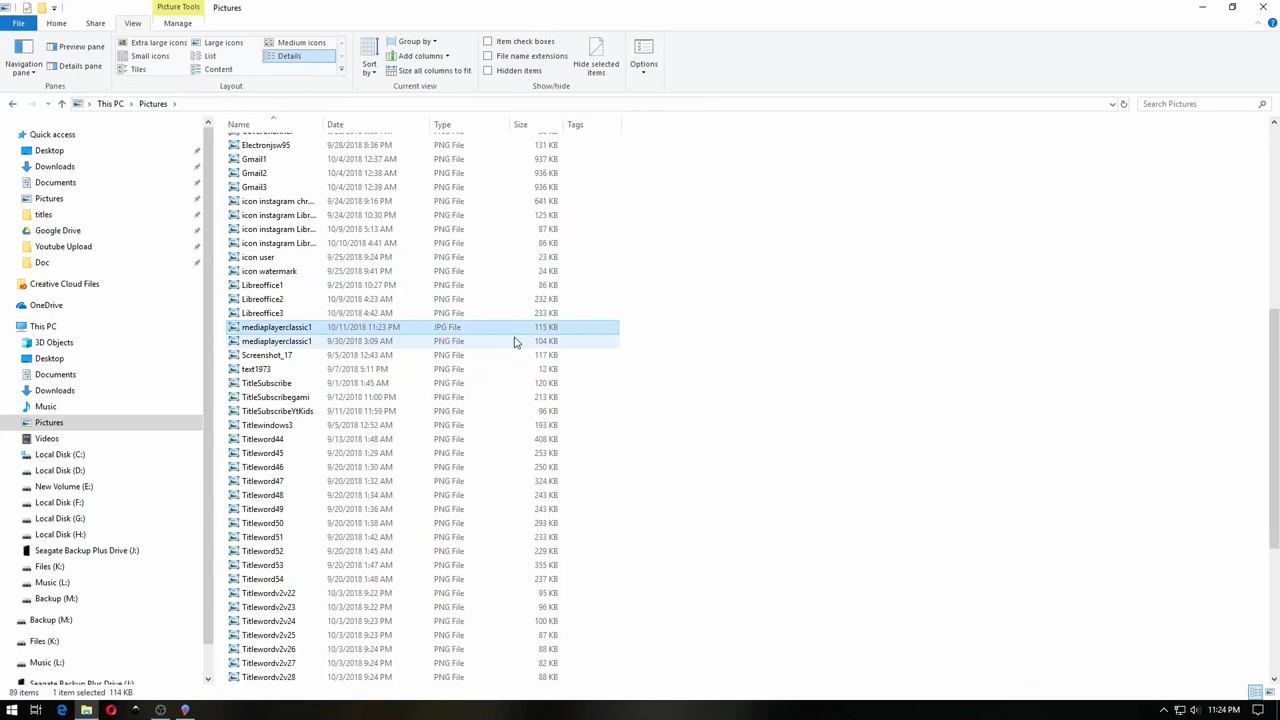 Picture Tools
Pictures
File
Home
Share
View
Manage
Navigation pane
Preview pane
Details pane
Panes
Extra large icons
Large icons
Medium icons
Small icons
List
Details
Tiles
Content
Layout
Sort by
Group by
Add columns
Size all columns to fit
Current view
Item check boxes
File name extensions
Hidden items
Hide selected items
Show/hide
Options
This PC
Pictures
Search Pictures
Quick access
Desktop
Downloads
Documents
Pictures
titles
Google Drive
Youtube Upload
Doc
Creative Cloud Files
OneDrive
This PC
3D Objects
Desktop
Documents
Downloads
Music
Pictures
Videos
Local Disk (C:)
Local Disk (D:)
New Volume (E:)
Local Disk (F:)
Local Disk (G:)
Local Disk (H:)
Seagate Backup Plus Drive (J:)
Files (K:)
Music (L:)
Backup (M:)
Backup (M:)
Files (K:)
Music (L:)
Name Date Type Size Tags
Electronjsw95 9/28/2018 8:36 PM PNG File 131 KB
Gmail1 10/4/2018 12:37 AM PNG File 937 KB
Gmail2 10/4/2018 12:38 AM PNG File 936 KB
Gmail3 10/4/2018 12:39 AM PNG File 936 KB
icon instagram chr... 9/24/2018 9:16 PM PNG File 641 KB
icon instagram Libr... 9/24/2018 10:30 PM PNG File 125 KB
icon instagram Libr... 10/9/2018 5:13 AM PNG File 87 KB
icon instagram Libr... 10/10/2018 4:41 AM PNG File 86 KB
icon user 9/25/2018 9:24 PM PNG File 23 KB
icon watermark 9/25/2018 9:41 PM PNG File 24 KB
Libreoffice1 9/25/2018 10:27 PM PNG File 86 KB
Libreoffice2 10/9/2018 4:23 AM PNG File 232 KB
Libreoffice3 10/9/2018 4:42 AM PNG File 233 KB
mediaplayerclassic1 10/11/2018 11:23 PM JPG File 115 KB
mediaplayerclassic1 9/30/2018 3:09 AM PNG File 104 KB
Screenshot_17 9/5/2018 12:43 AM PNG File 117 KB
text1973 9/7/2018 5:11 PM PNG File 12 KB
TitleSubscribe 9/1/2018 1:45 AM PNG File 120 KB
TitleSubscribegami 9/12/2018 11:00 PM PNG File 213 KB
TitleSubscribeYtKids 9/11/2018 11:59 PM PNG File 96 KB
Titlewindows3 9/5/2018 12:52 AM PNG File 193 KB
Titleword44 9/13/2018 1:48 AM PNG File 408 KB
Titleword45 9/20/2018 1:29 AM PNG File 253 KB
Titleword46 9/20/2018 1:30 AM PNG File 250 KB
Titleword47 9/20/2018 1:32 AM PNG File 324 KB
Titleword48 9/20/2018 1:34 AM PNG File 243 KB
Titleword49 9/20/2018 1:36 AM PNG File 243 KB
Titleword50 9/20/2018 1:38 AM PNG File 293 KB
Titleword51 9/20/2018 1:42 AM PNG File 233 KB
Titleword52 9/20/2018 1:45 AM PNG File 229 KB
Titleword53 9/20/2018 1:47 AM PNG File 355 KB
Titleword54 9/20/2018 1:48 AM PNG File 237 KB
Titlewordv2v22 10/3/2018 9:22 PM PNG File 95 KB
Titlewordv2v23 10/3/2018 9:22 PM PNG File 96 KB
Titlewordv2v24 10/3/2018 9:23 PM PNG File 100 KB
Titlewordv2v25 10/3/2018 9:23 PM PNG File 87 KB
Titlewordv2v26 10/3/2018 9:24 PM PNG File 88 KB
Titlewordv2v27 10/3/2018 9:24 PM PNG File 82 KB
Titlewordv2v28 10/3/2018 9:24 PM PNG File 88 KB
89 items 1 item selected 114 KB
11:24 PM